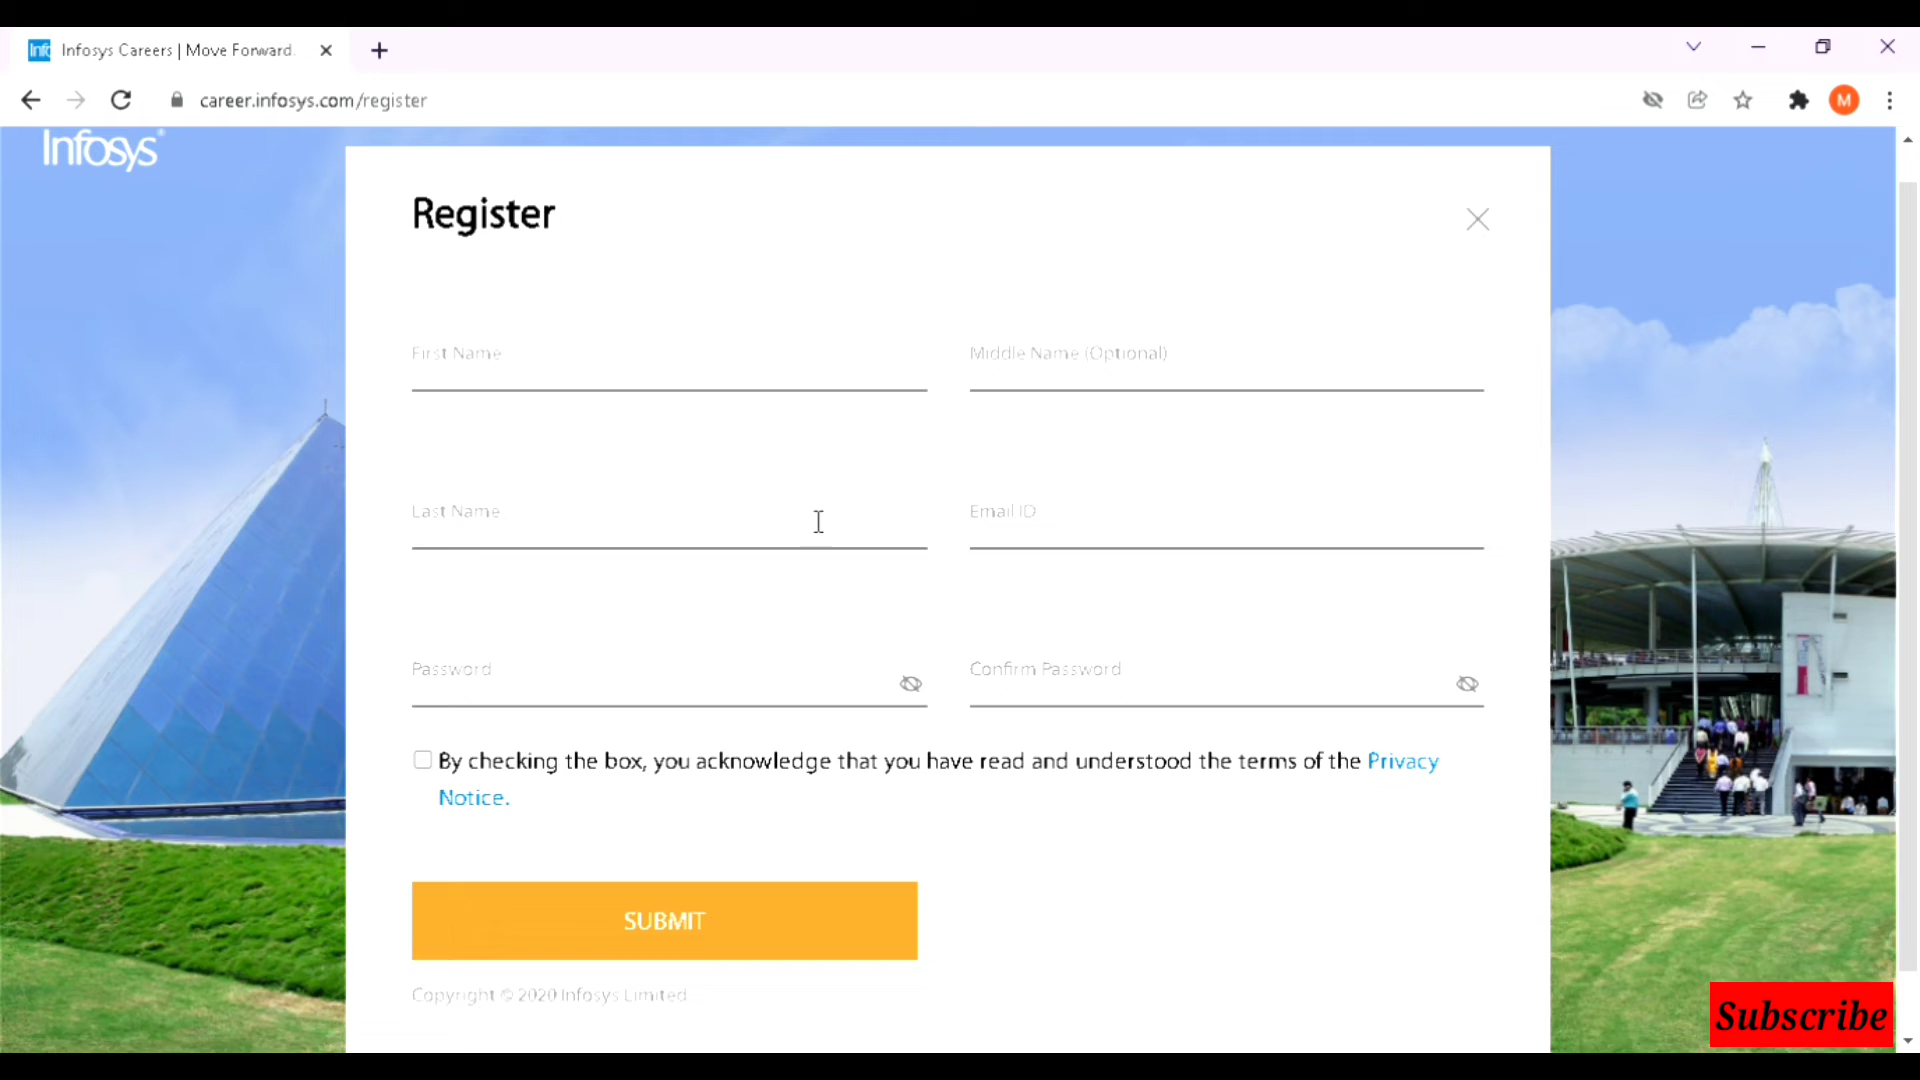 Infosys Careers | Move Forward.
career.infosys.com/register
M
Infosys®
Register
First Name
Middle Name (Optional)
Last Name
Email ID
Password
Confirm Password
By checking the box, you acknowledge that you have read and understood the terms of the Privacy
Notice.
SUBMIT
Copyright © 2020 Infosys Limited
Subscribe